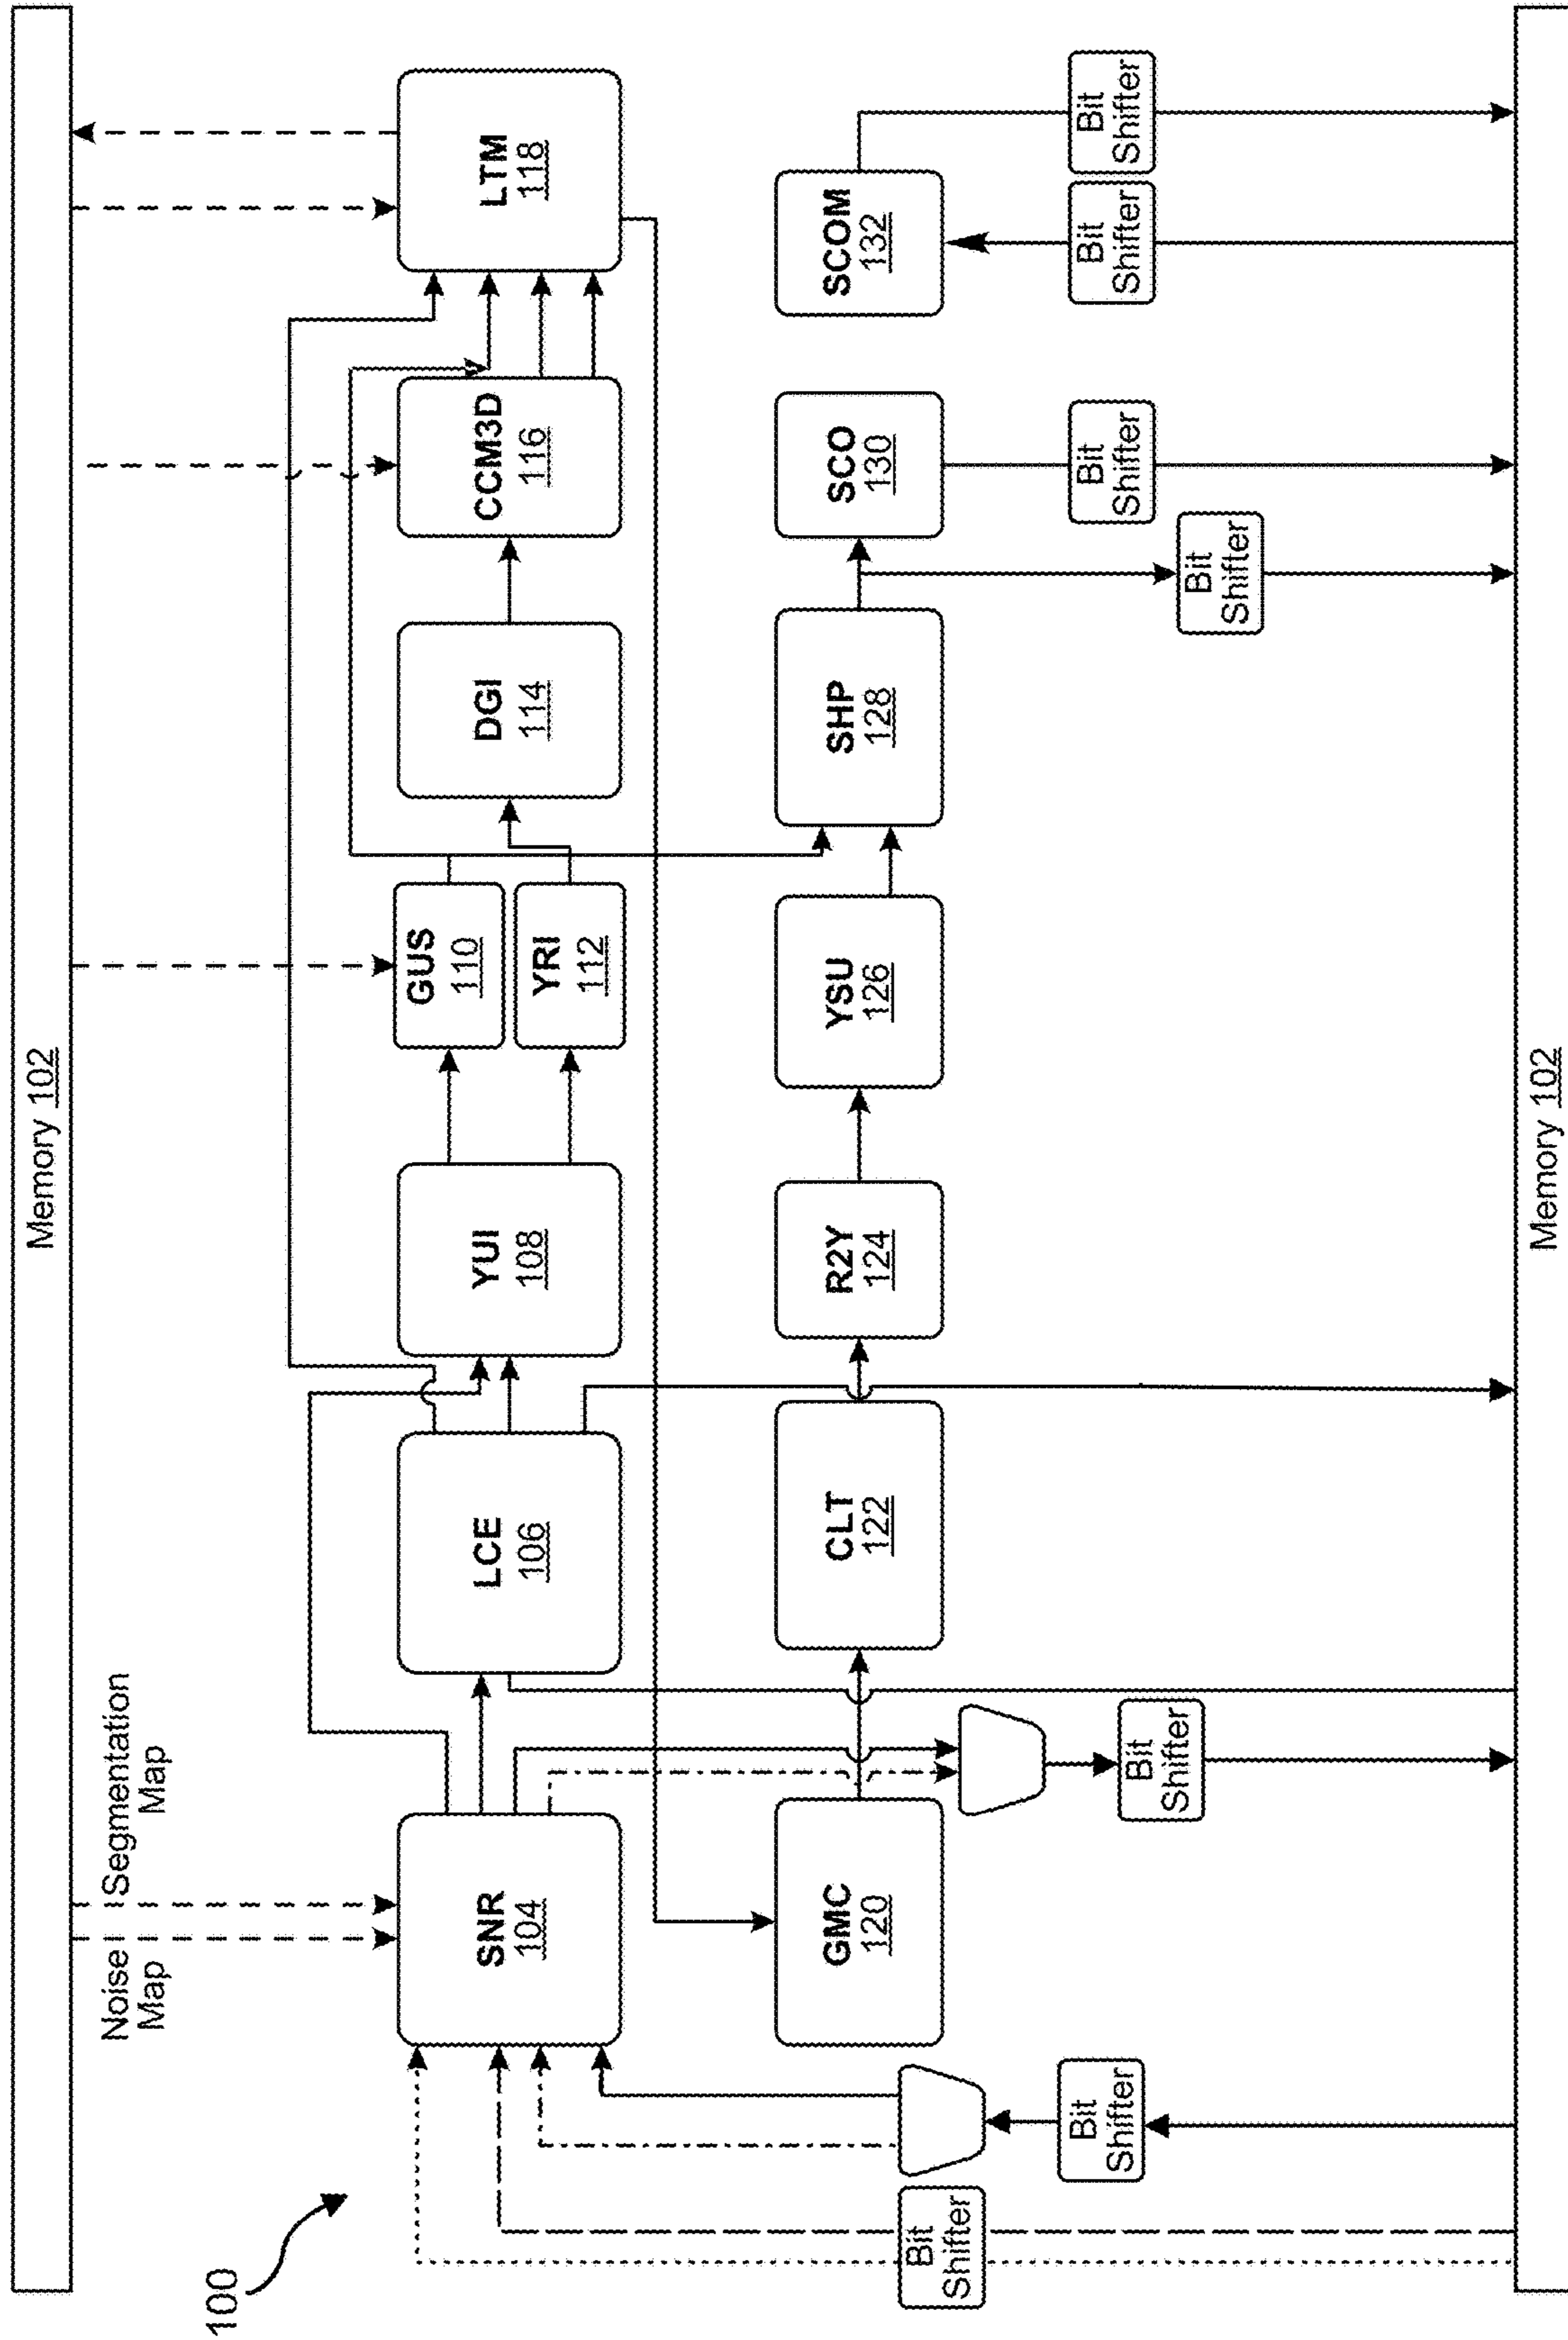 100
Memory 102
Noise
Map
Segmentation
Map
SNR
104
LCE
106
YUI
108
GUS
110
YRI
112
DGI
114
CCM3D
116
LTM
118
GMC
120
CLT
122
R2Y
124
YSU
126
SHP
128
SCO
130
SCOM
132
Bit
Shifter
Bit
Shifter
Bit
Shifter
Bit
Shifter
Bit
Shifter
Bit
Shifter
Bit
Shifter
Memory 102